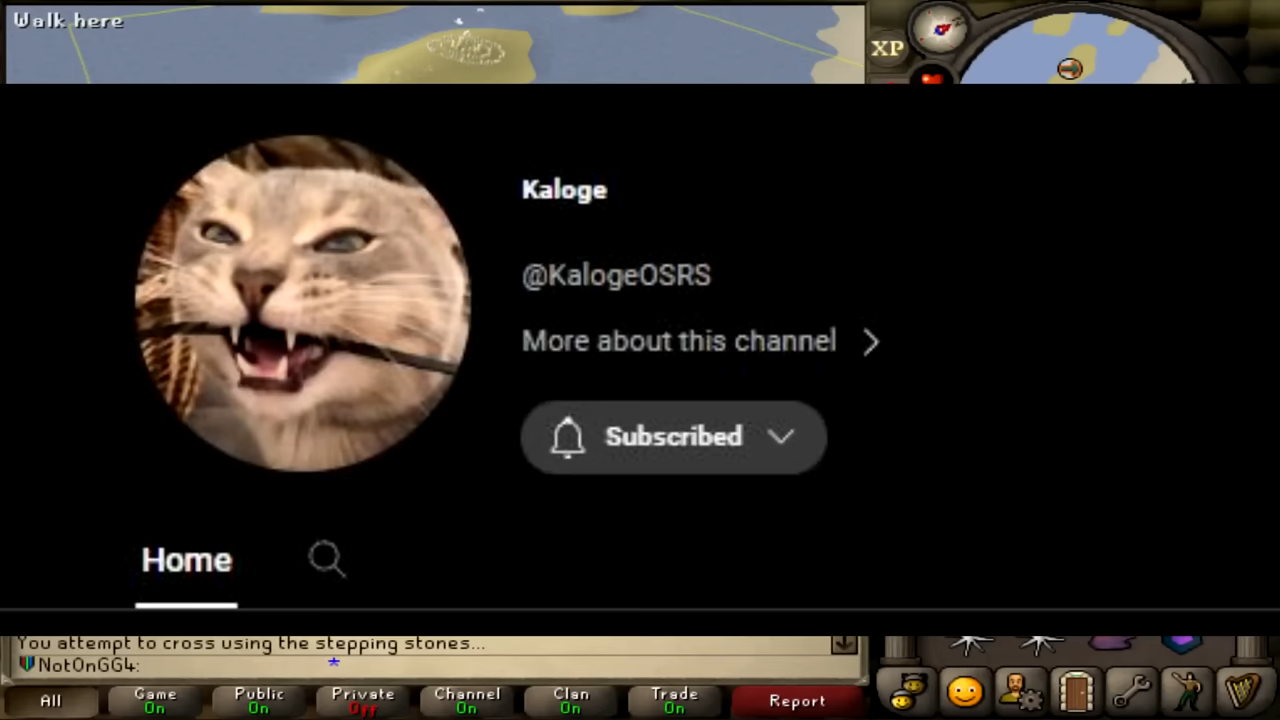 Walk here
XP
Kaloge
@KalogeOSRS
More about this channel
Subscribed
Home
You attempt to cross using the stepping stones...
NotOnGG4: *
All
Game
On
Public
On
Private
Off
Channel
On
Clan
On
Trade
On
Report